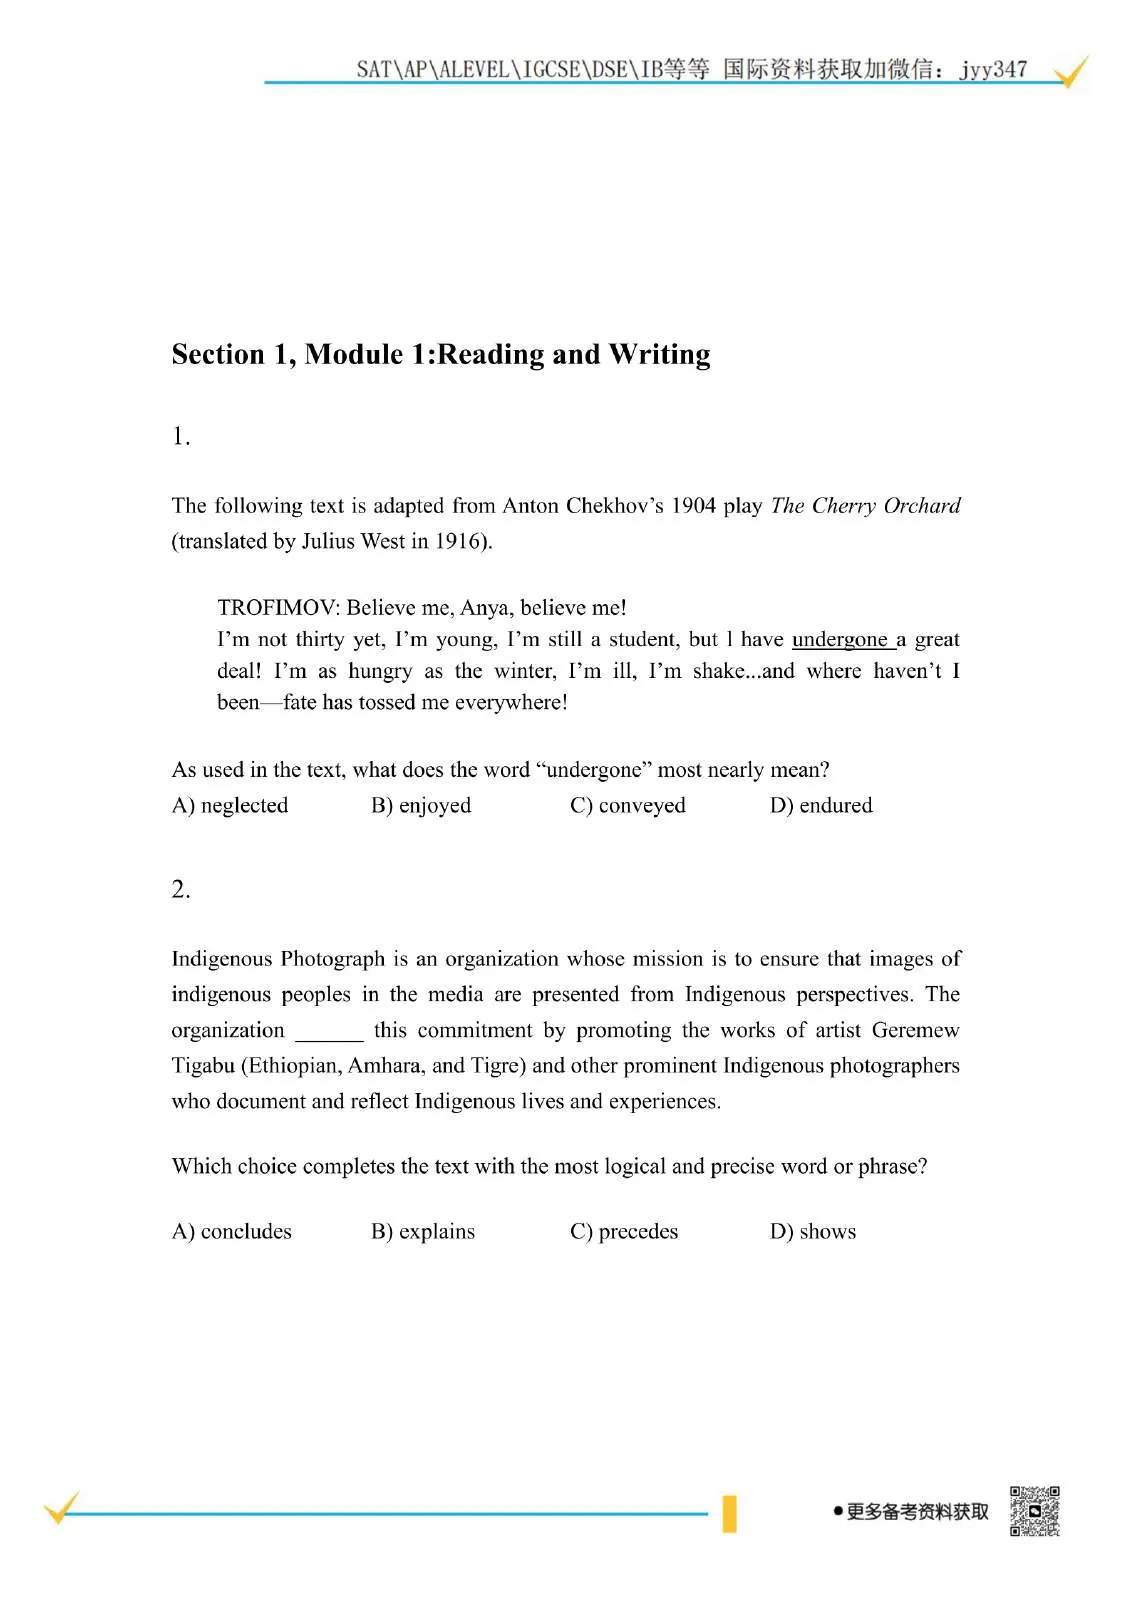 SAT\AP\ALEVEL\IGCSE\DSE\IB等等 国际资料获取加微信：jyy347
Section 1, Module 1:Reading and Writing
1.
The following text is adapted from Anton Chekhov’s 1904 play The Cherry Orchard
(translated by Julius West in 1916).
TROFIMOV: Believe me, Anya, believe me!
I’m not thirty yet, I’m young, I’m still a student, but l have undergone a great
deal! I’m as hungry as the winter, I’m ill, I’m shake...and where haven’t I
been—fate has tossed me everywhere!
As used in the text, what does the word “undergone” most nearly mean?
A) neglected B) enjoyed C) conveyed D) endured
2.
Indigenous Photograph is an organization whose mission is to ensure that images of
indigenous peoples in the media are presented from Indigenous perspectives. The
organization ______ this commitment by promoting the works of artist Geremew
Tigabu (Ethiopian, Amhara, and Tigre) and other prominent Indigenous photographers
who document and reflect Indigenous lives and experiences.
Which choice completes the text with the most logical and precise word or phrase?
A) concludes B) explains C) precedes D) shows
●更多备考资料获取